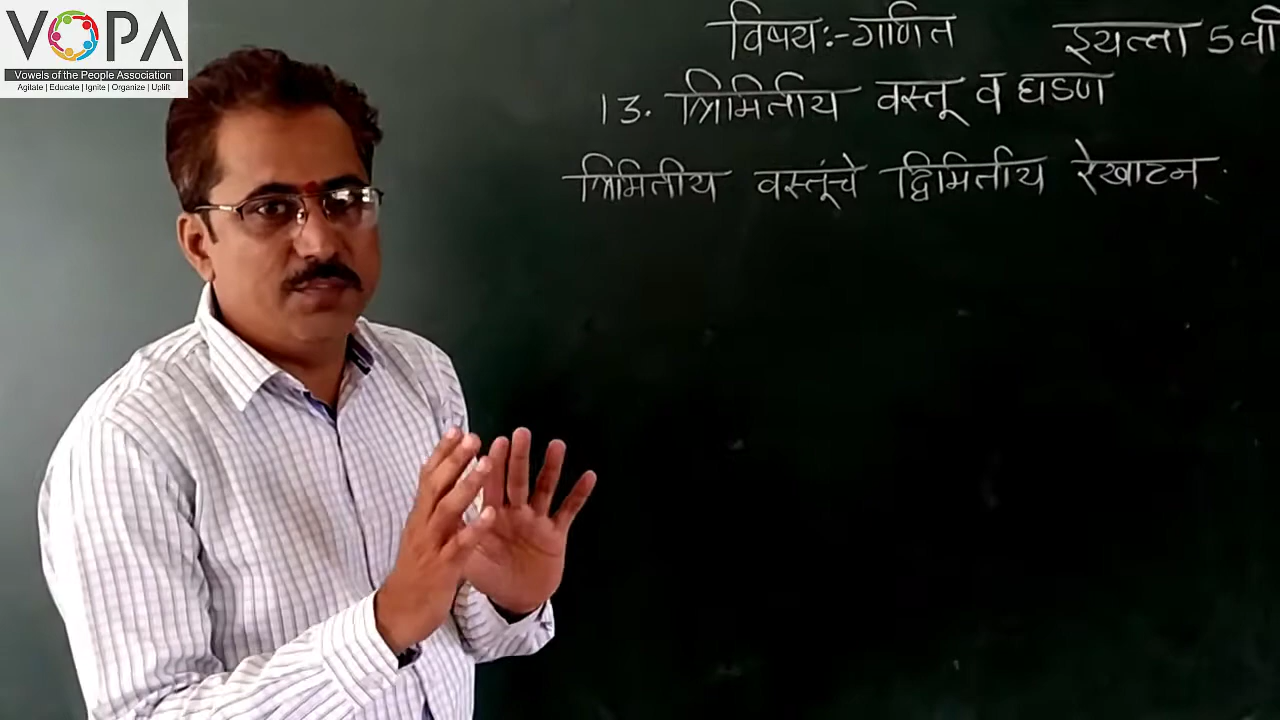 VOPA
Vowels of the People Association
Agitate | Educate | Ignite | Organize | Uplift
विषय:-गणित इयत्ता 5वी
13. त्रिमितीय वस्तू व घडण
त्रिमितीय वस्तूंचे द्विमितीय रेखाटन.